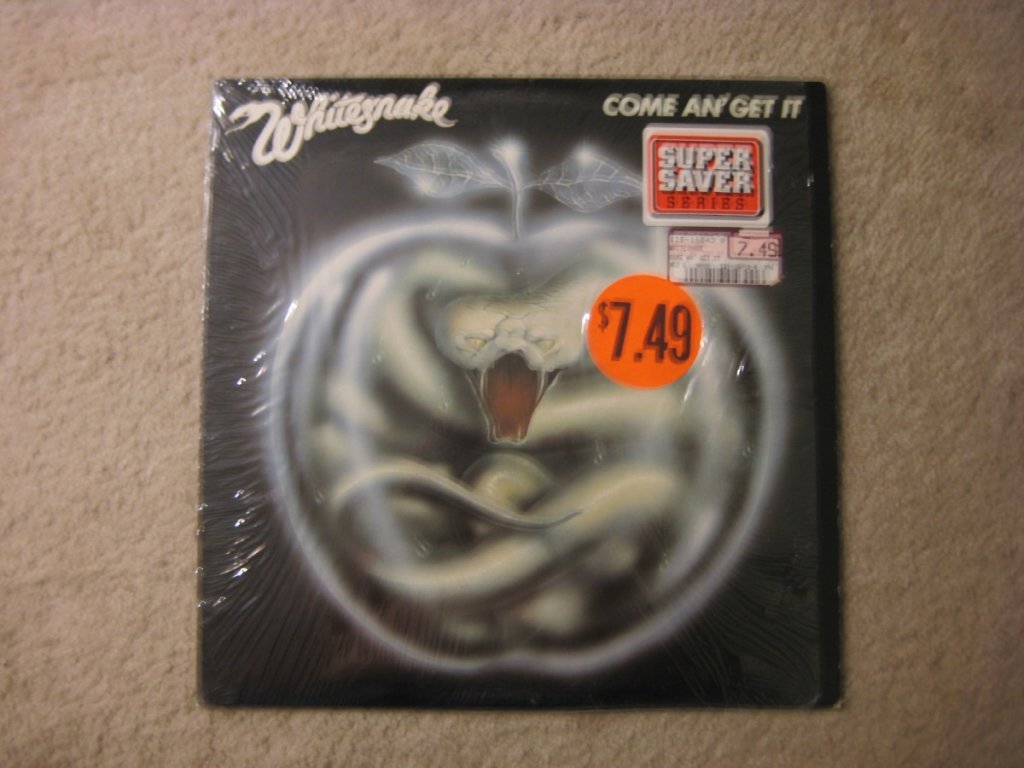 Whitesnake
COME AN' GET IT
SUPER
SAVER
SERIES
7.49
$7.49